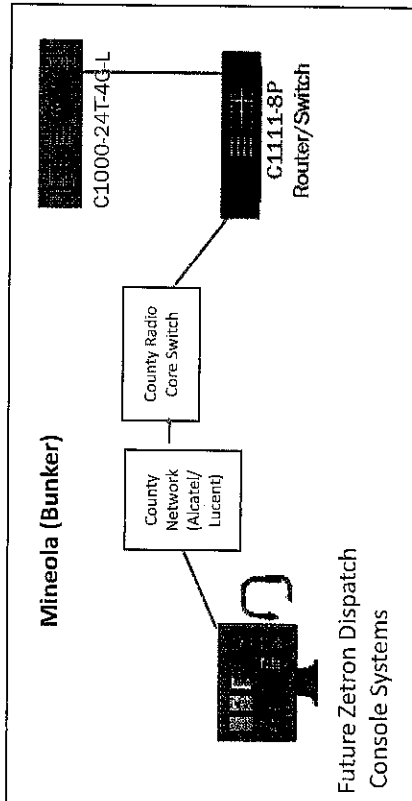 Mineola (Bunker)
C1000-24T-4G-L
C1111-8P
Router/Switch
County Radio
Core Switch
County
Network
(Alcatel/
Lucent)
Future Zetron Dispatch
Console Systems